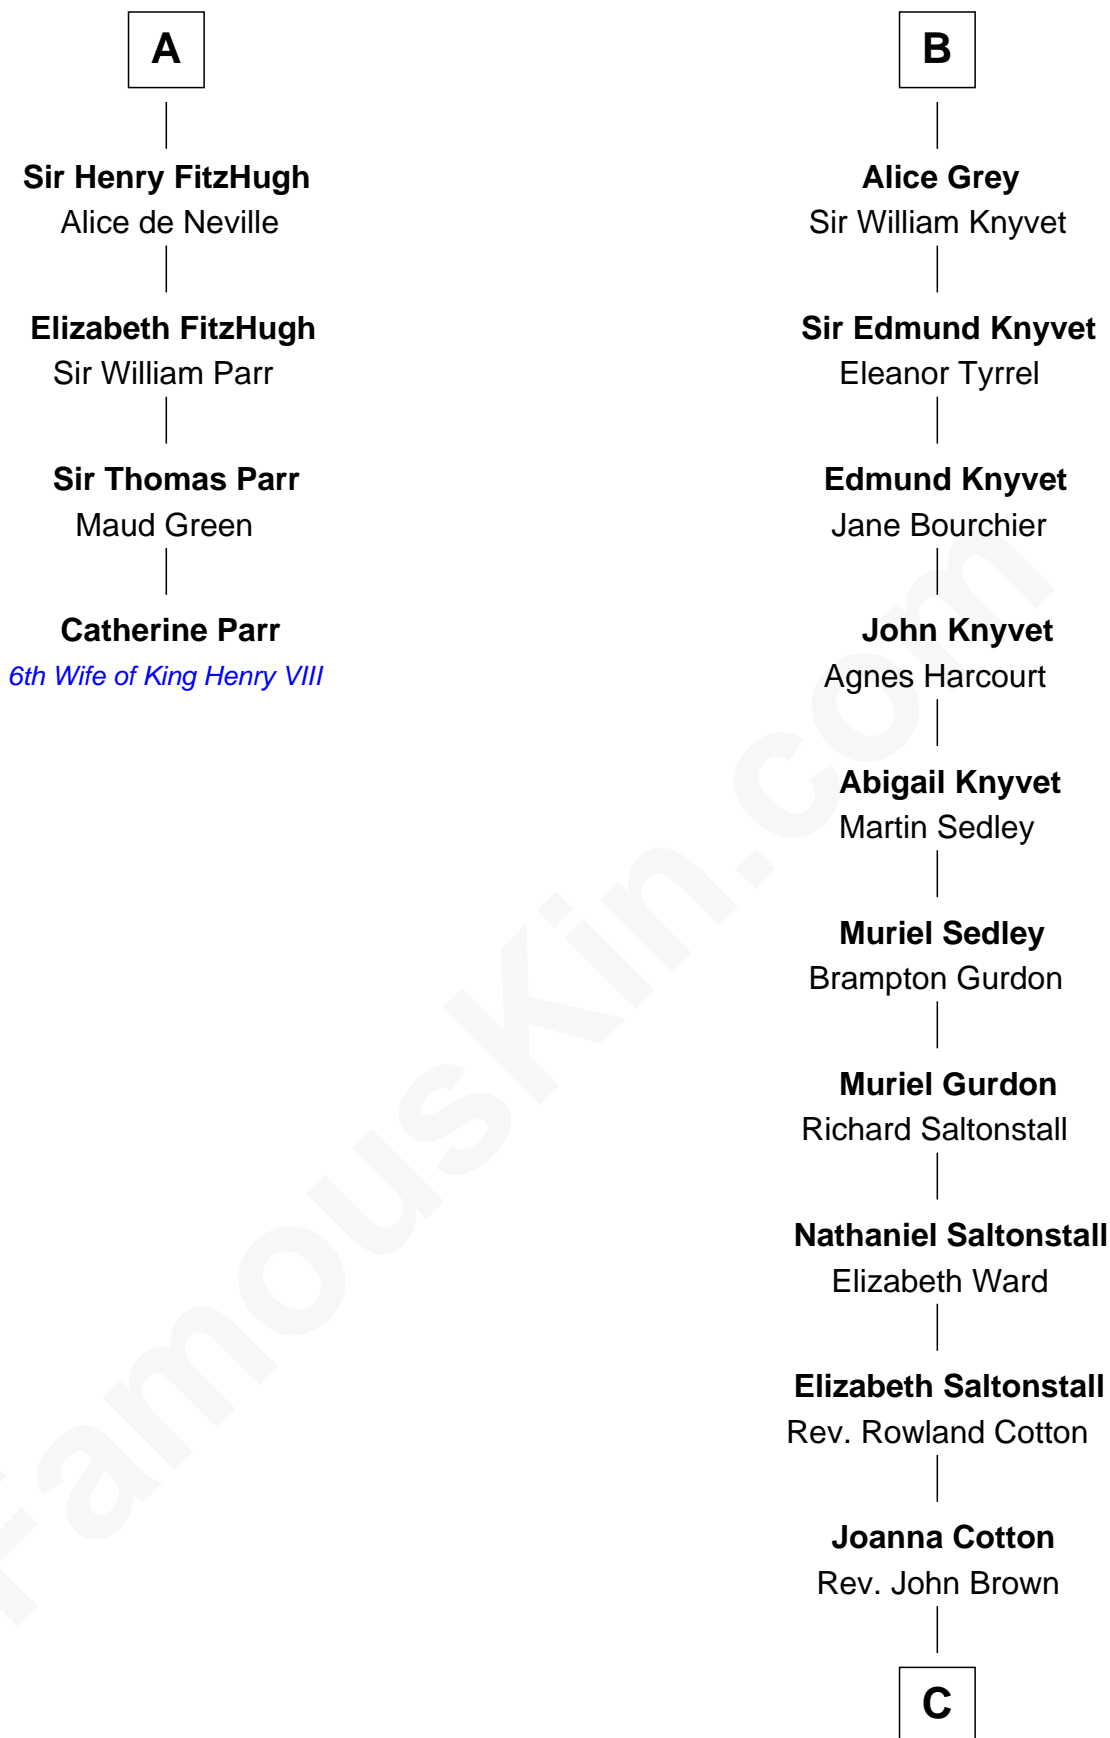 A
Sir Henry FitzHugh
Alice de Neville
Elizabeth FitzHugh
Sir William Parr
Sir Thomas Parr
Maud Green
Catherine Parr
6th Wife of King Henry VIII
B
Alice Grey
Sir William Knyvet
Sir Edmund Knyvet
Eleanor Tyrrel
Edmund Knyvet
Jane Bourchier
John Knyvet
Agnes Harcourt
Abigail Knyvet
Martin Sedley
Muriel Sedley
Brampton Gurdon
Muriel Gurdon
Richard Saltonstall
Nathaniel Saltonstall
Elizabeth Ward
Elizabeth Saltonstall
Rev. Rowland Cotton
Joanna Cotton
Rev. John Brown
C
FamousKin.com